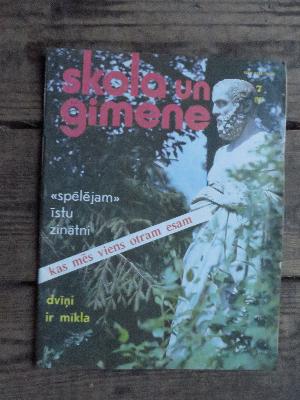 skola un
ģimene
7
«spēlējam»
īstu
zinātni
kas mēs viens otram esam
dvīņi
ir mīkla